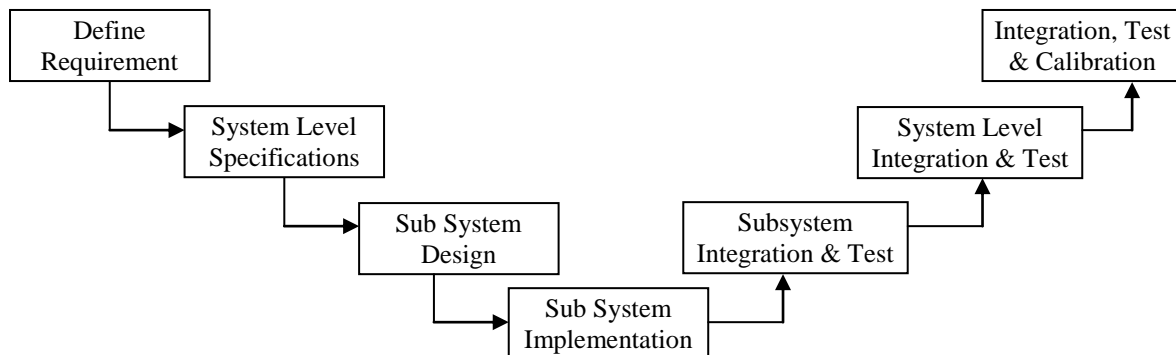 Define
Requirement
System Level
Specifications
Sub System
Design
Sub System
Implementation
Subsystem
Integration & Test
System Level
Integration & Test
Integration, Test
& Calibration